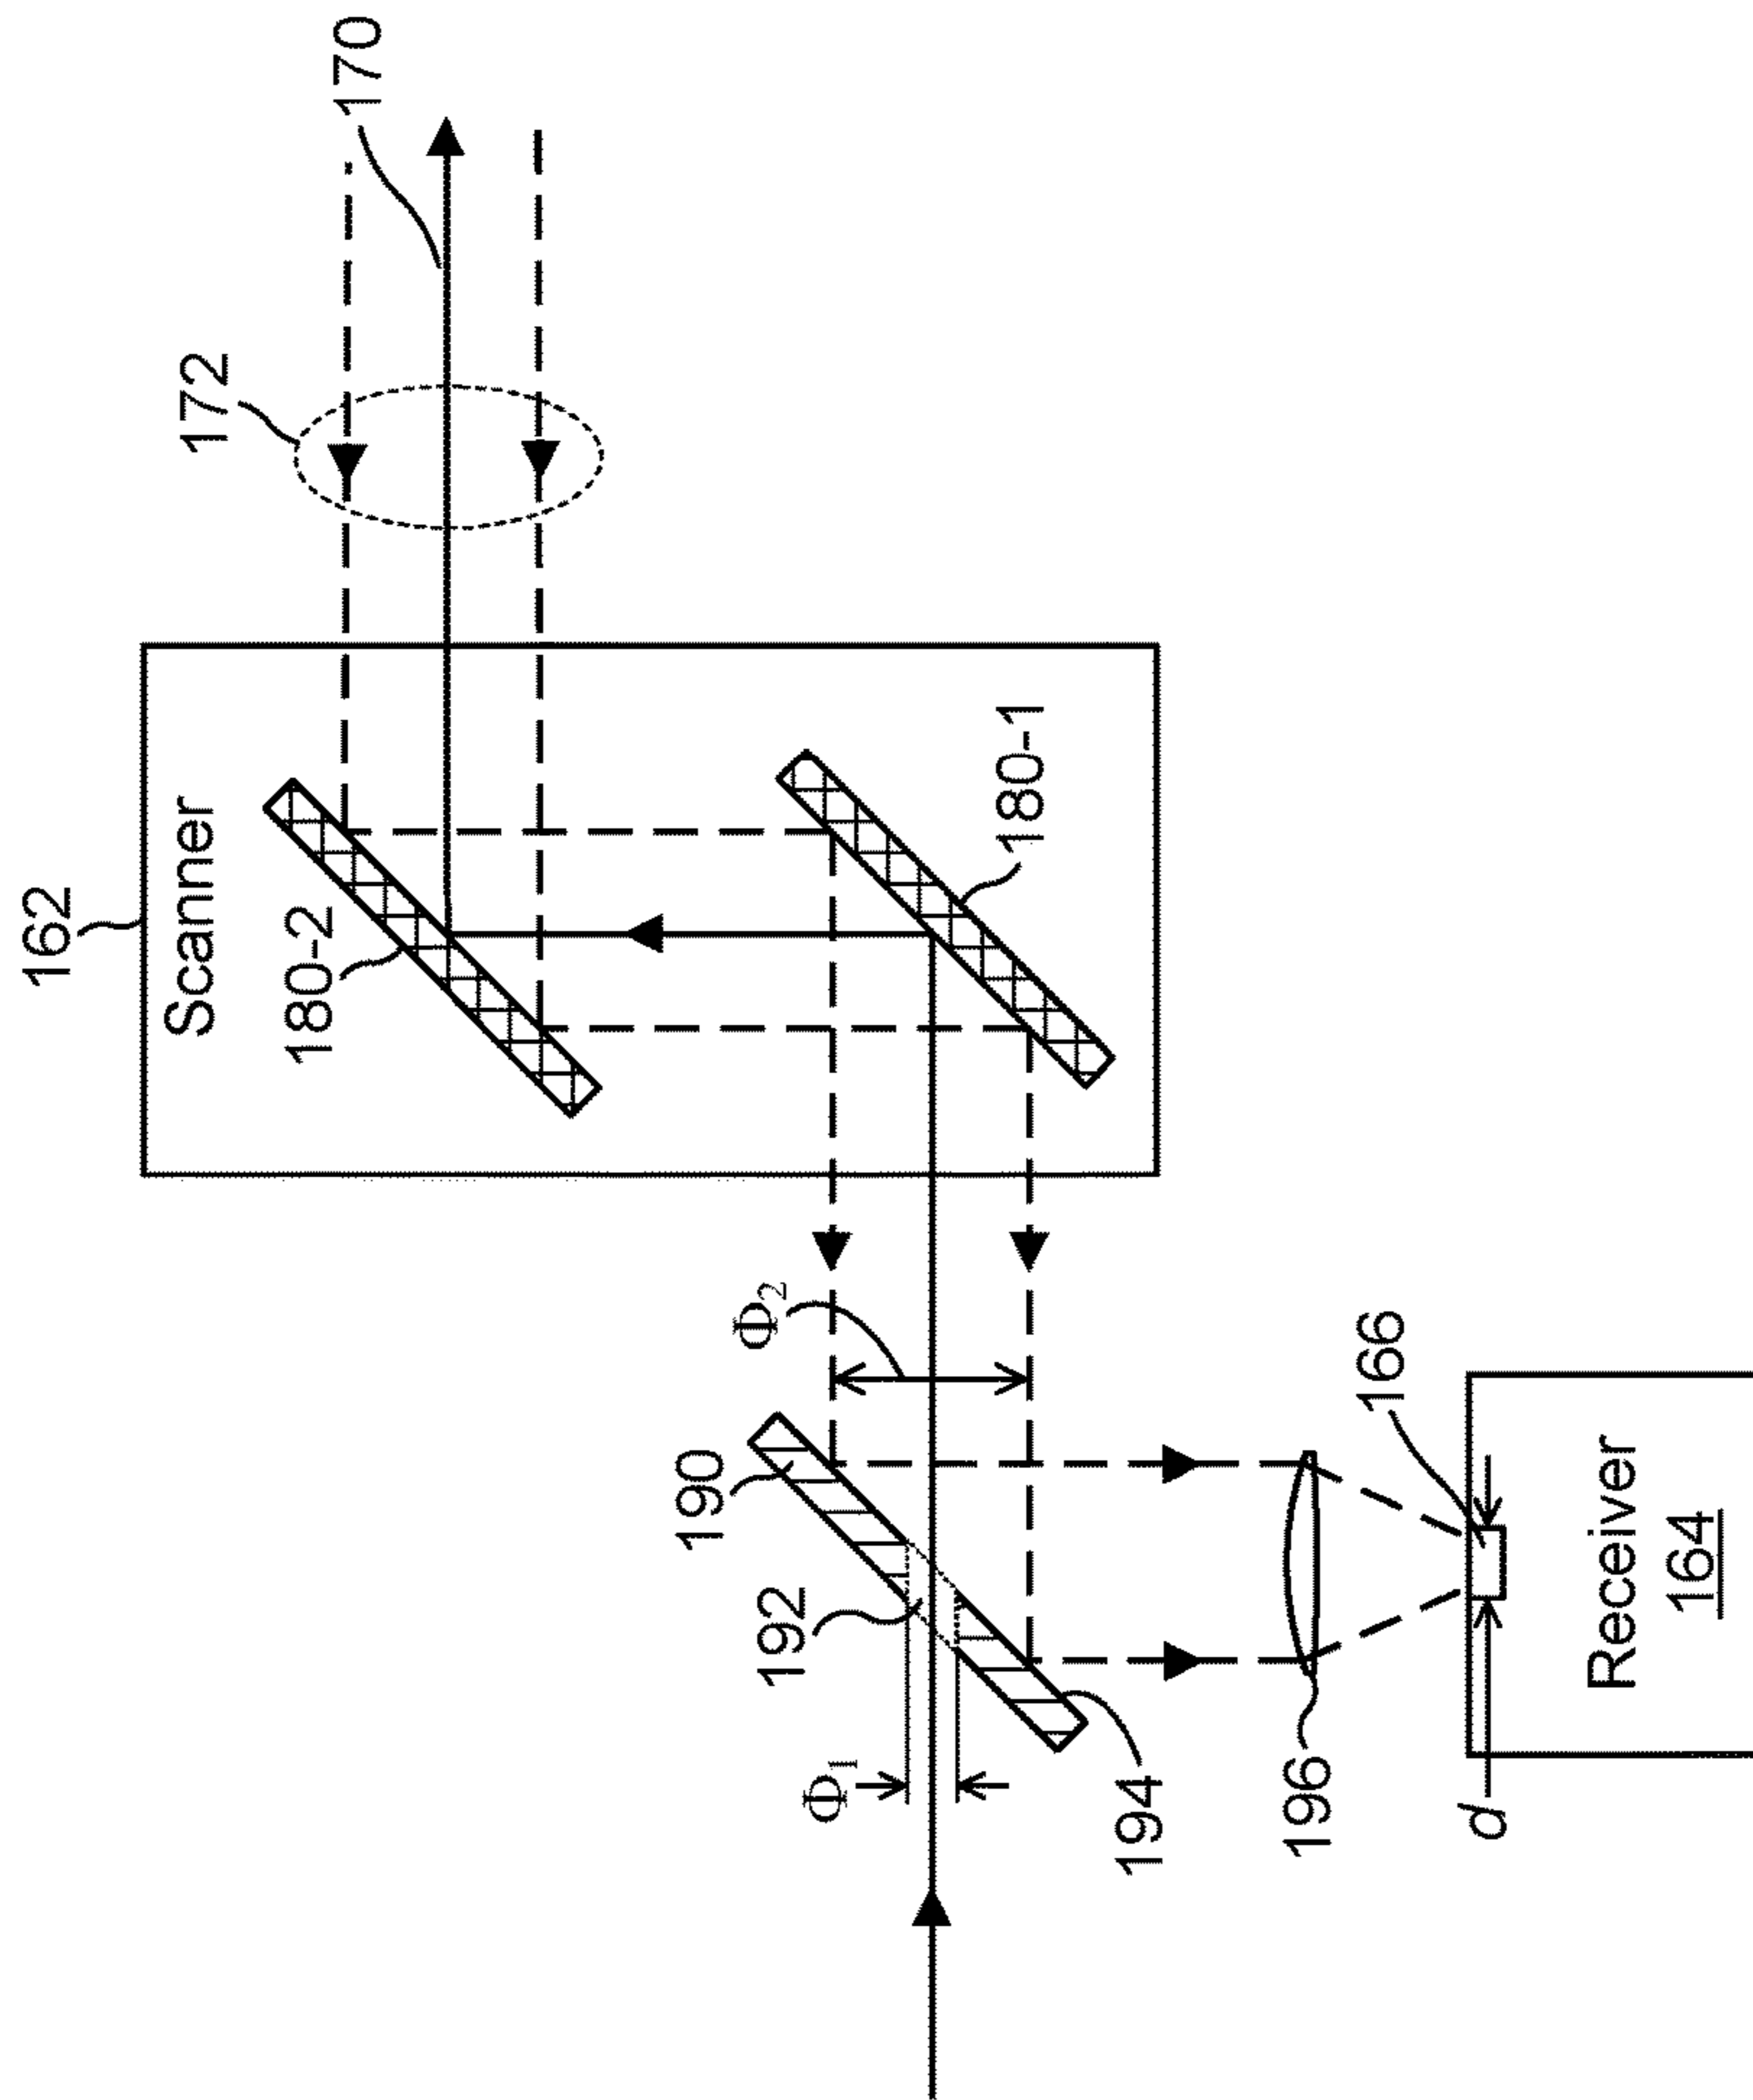 162
Scanner
172
180-2
170
190
Φ₂
192
Φ₁
180-1
194
196
166
d
Receiver
164